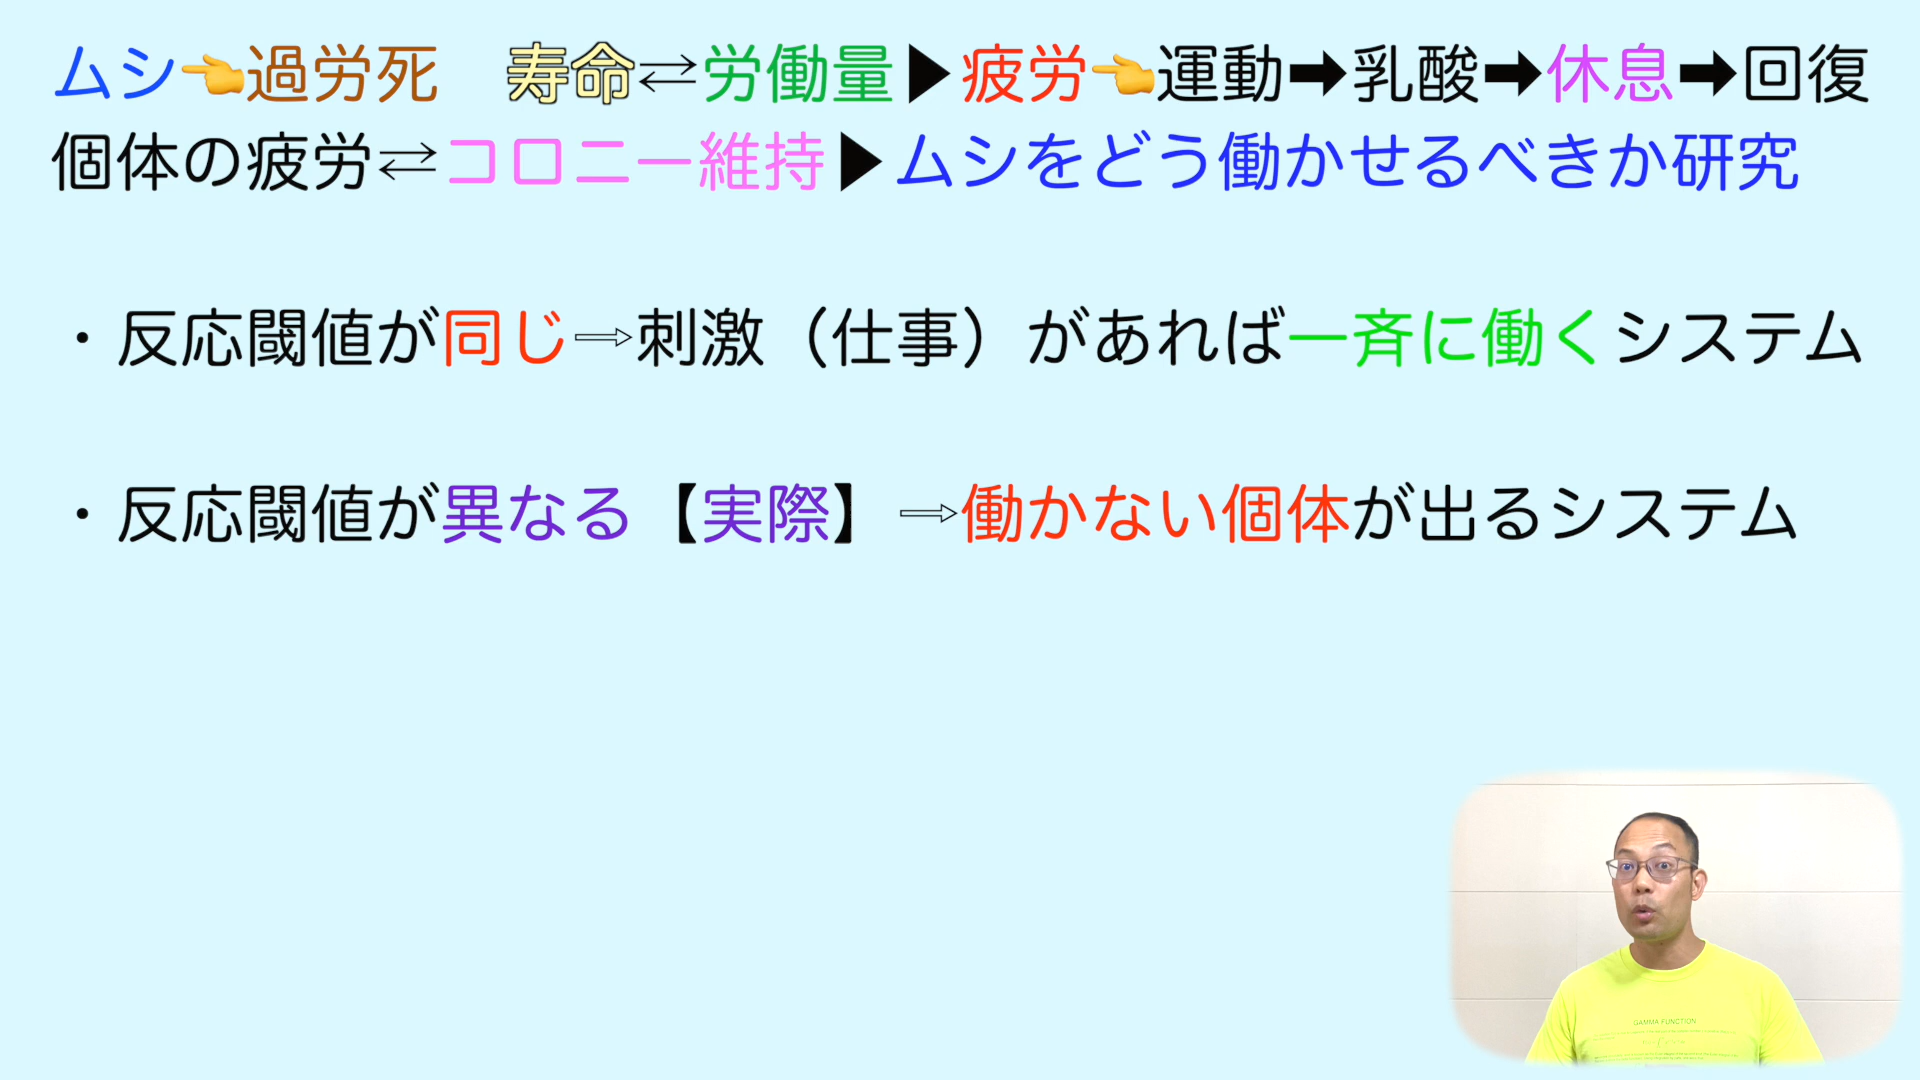 ムシ👈過労死　寿命⇄労働量▶疲労👈運動➡乳酸➡休息➡回復
個体の疲労⇄コロニー維持▶ムシをどう働かせるべきか研究
・反応閾値が同じ⇨刺激（仕事）があれば一斉に働くシステム
・反応閾値が異なる【実際】⇨働かない個体が出るシステム
GAMMA FUNCTION